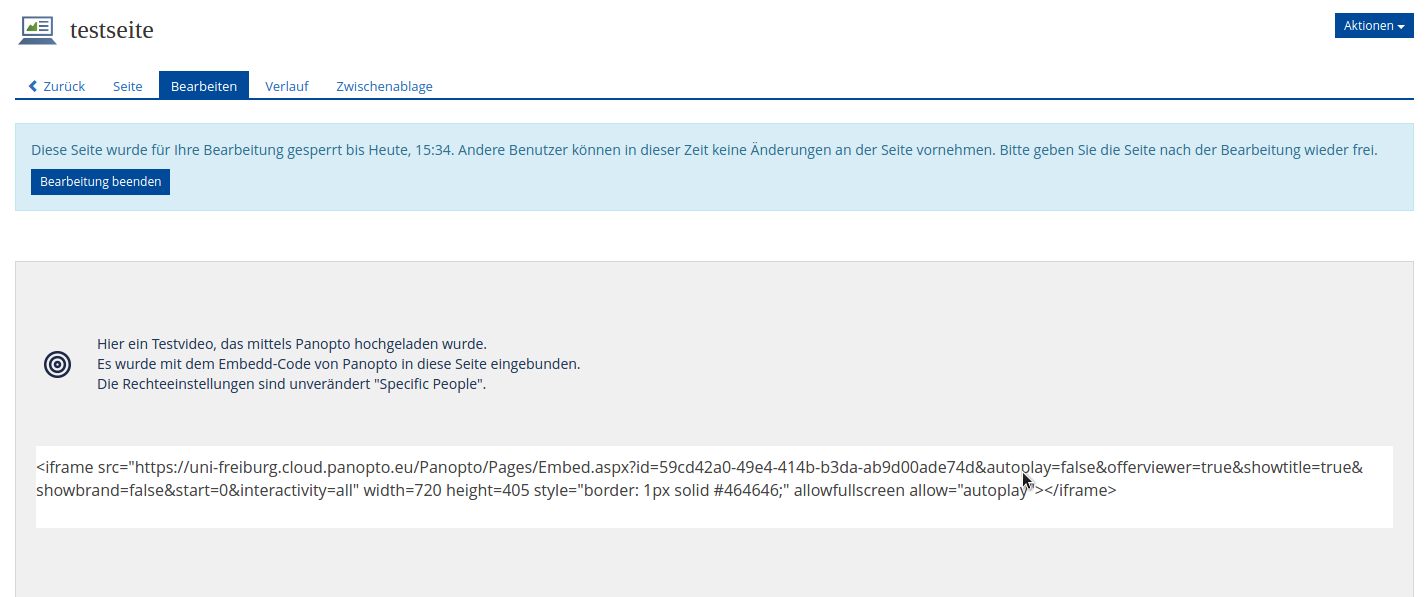 testseite
Aktionen
Zurück Seite Bearbeiten Verlauf Zwischenablage
Diese Seite wurde für Ihre Bearbeitung gesperrt bis Heute, 15:34. Andere Benutzer können in dieser Zeit keine Änderungen an der Seite vornehmen. Bitte geben Sie die Seite nach der Bearbeitung wieder frei.
Bearbeitung beenden
Hier ein Testvideo, das mittels Panopto hochgeladen wurde.
Es wurde mit dem Embedd-Code von Panopto in diese Seite eingebunden.
Die Rechteeinstellungen sind unverändert "Specific People".
<iframe src="https://uni-freiburg.cloud.panopto.eu/Panopto/Pages/Embed.aspx?id=59cd42a0-49e4-414b-b3da-ab9d00ade74d&autoplay=false&offerviewer=true&showtitle=true&
showbrand=false&start=0&interactivity=all" width=720 height=405 style="border: 1px solid #464646;" allowfullscreen allow="autoplay"></iframe>